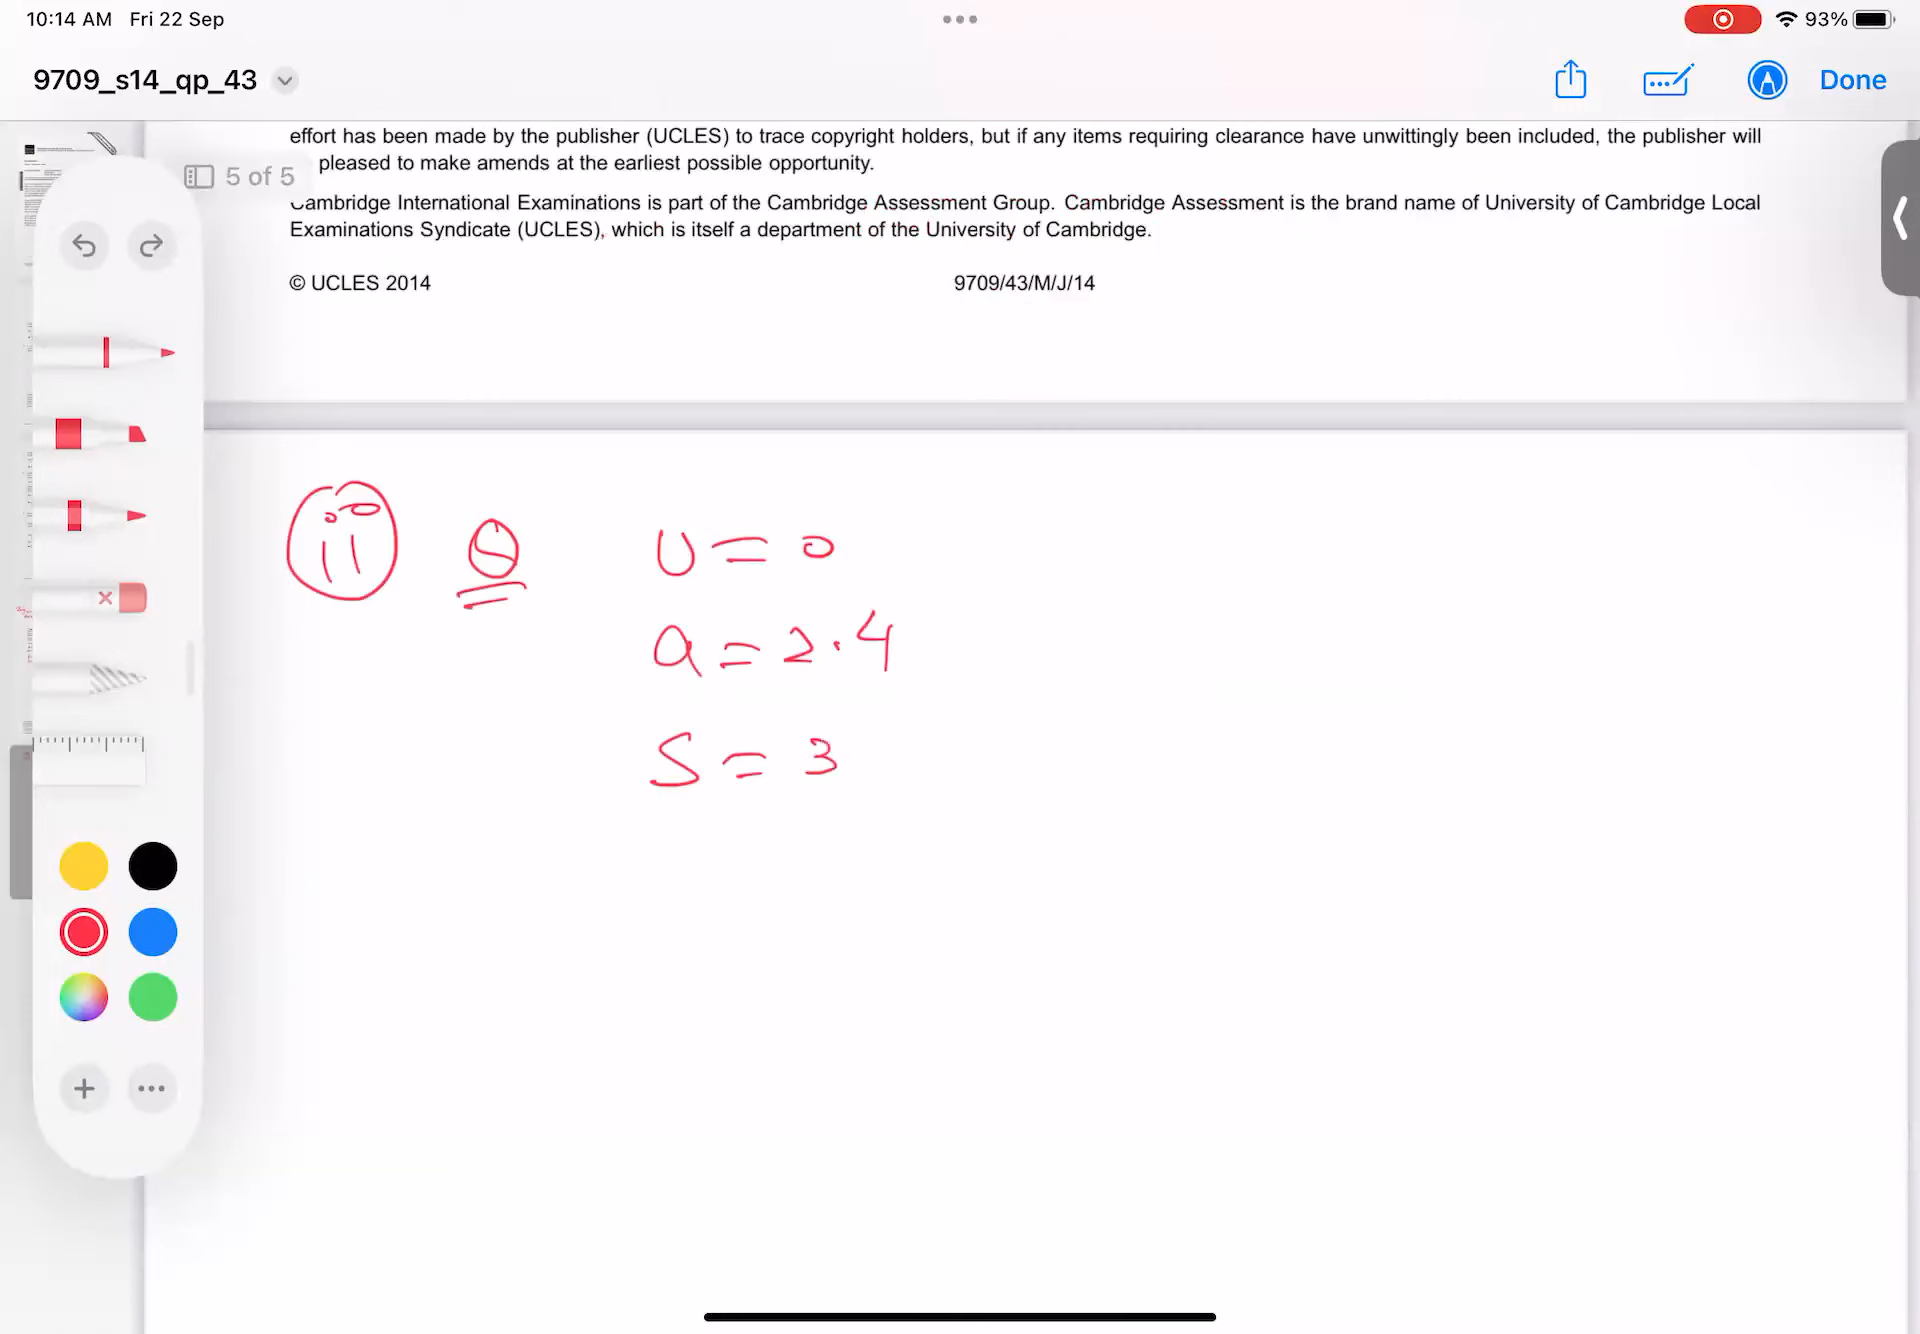 10:14 AM Fri 22 Sep
93%
9709_s14_qp_43
Done
effort has been made by the publisher (UCLES) to trace copyright holders, but if any items requiring clearance have unwittingly been included, the publisher will
pleased to make amends at the earliest possible opportunity.
5 of 5
Cambridge International Examinations is part of the Cambridge Assessment Group. Cambridge Assessment is the brand name of University of Cambridge Local
Examinations Syndicate (UCLES), which is itself a department of the University of Cambridge.
© UCLES 2014
9709/43/M/J/14
ii
U = 0
a = 2.4
S = 3